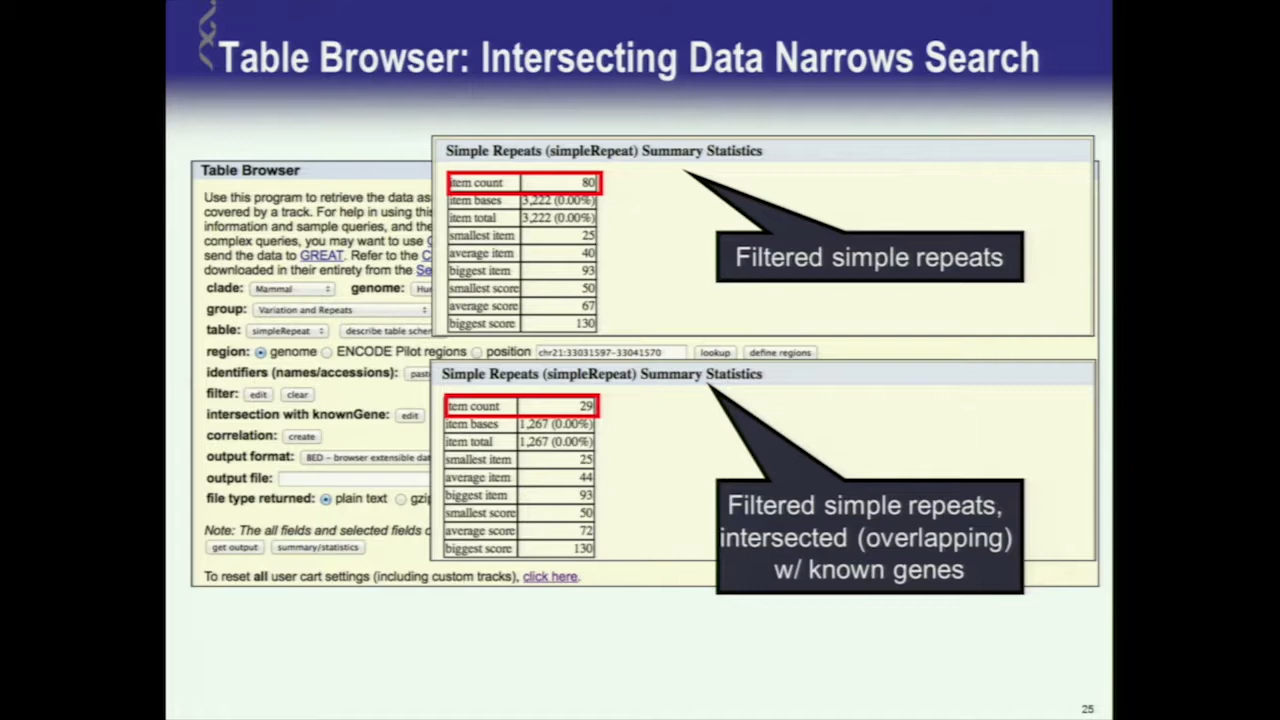 Table Browser: Intersecting Data Narrows Search
Simple Repeats (simpleRepeat) Summary Statistics
item count 80
item bases 3,222 (0.00%)
item total 3,222 (0.00%)
smallest item 25
average item 40
biggest item 93
smallest score 50
average score 67
biggest score 130
Filtered simple repeats
Table Browser
Use this program to retrieve the data as
covered by a track. For help in using this
information and sample queries, and the
complex queries, you may want to use
send the data to GREAT. Refer to the C
downloaded in their entirety from the Se
clade: Mammal genome: Hu
group: Variation and Repeats
table: simpleRepeat describe table schem
region: genome ENCODE Pilot regions position chr21:33031597-33041570 lookup define regions
identifiers (names/accessions): past
filter: edit clear
intersection with knownGene: edit
correlation: create
output format: BED – browser extensible dat
output file:
file type returned: plain text gzip
Note: The all fields and selected fields o
get output summary/statistics
To reset all user cart settings (including custom tracks), click here.
Simple Repeats (simpleRepeat) Summary Statistics
item count 29
item bases 1,267 (0.00%)
item total 1,267 (0.00%)
smallest item 25
average item 44
biggest item 93
smallest score 50
average score 72
biggest score 130
Filtered simple repeats,
intersected (overlapping)
w/ known genes
25